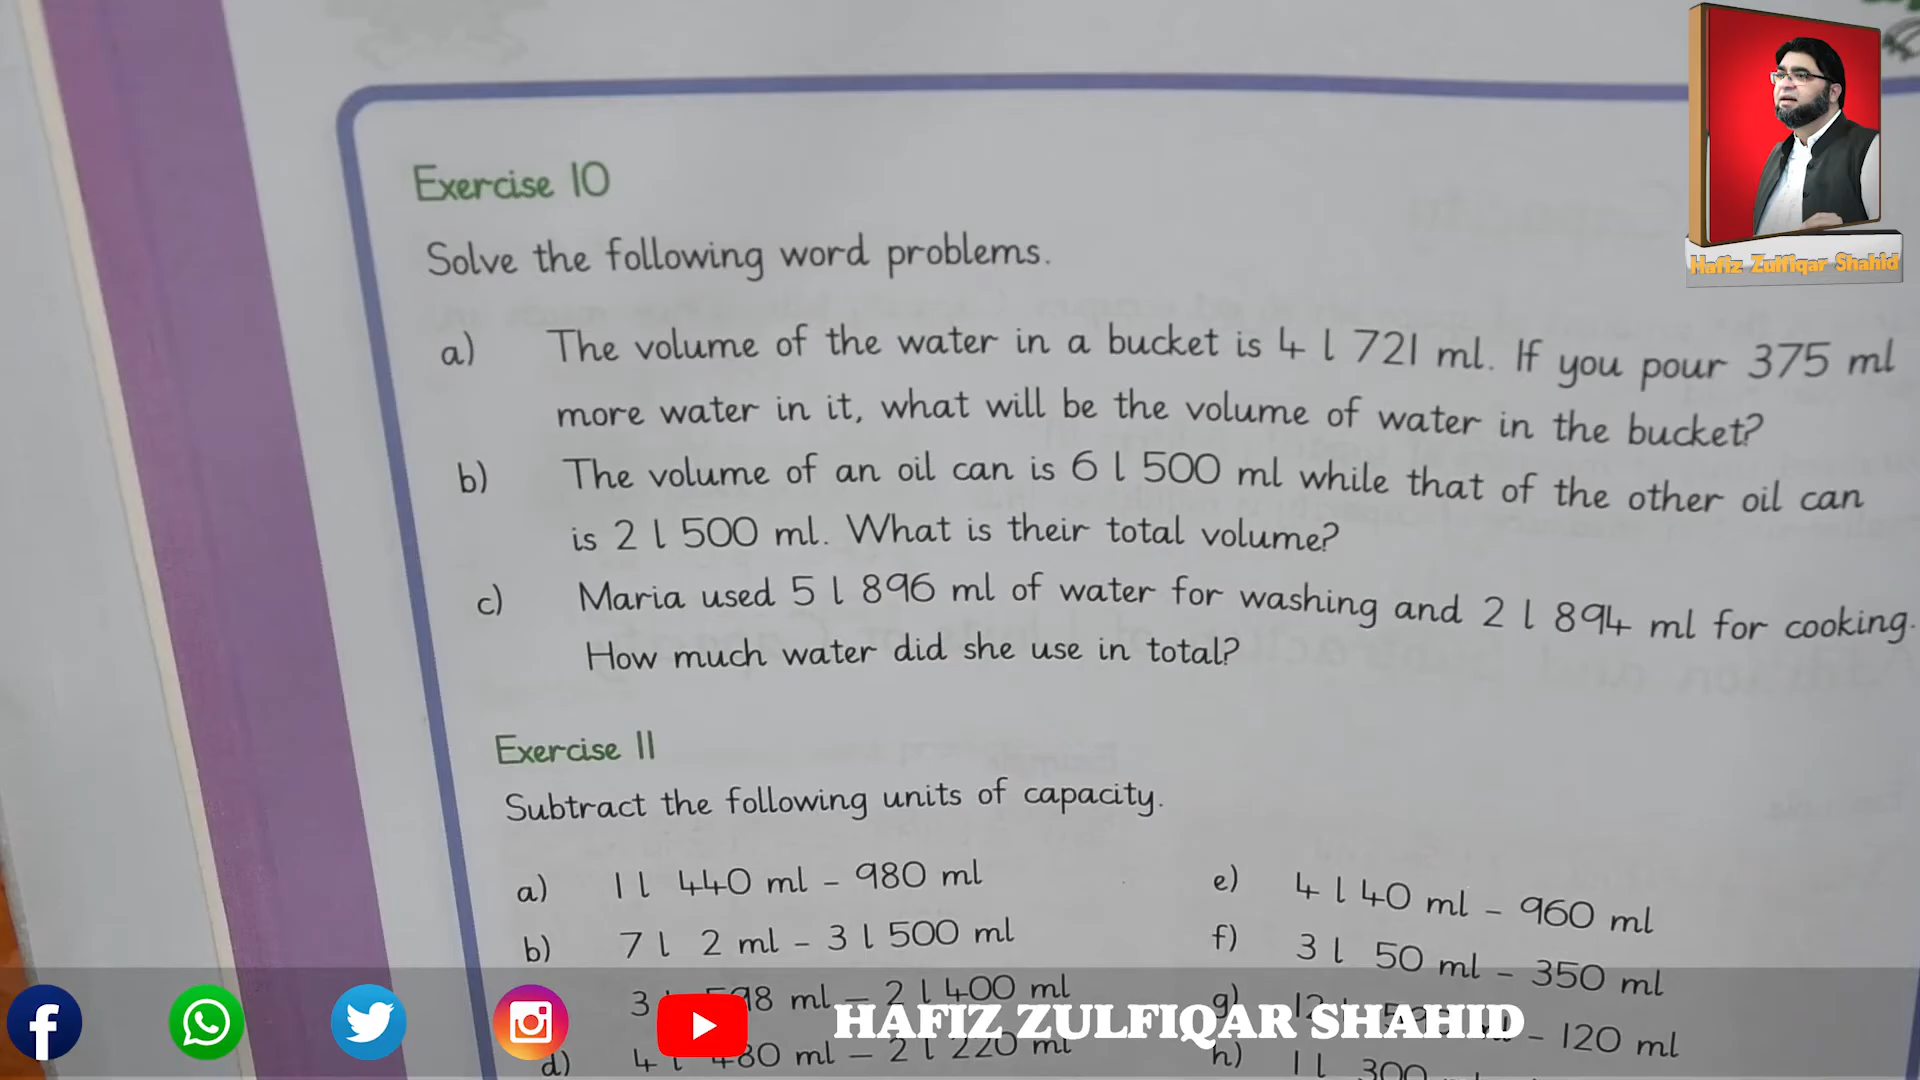 Hafiz Zulfiqar Shahid
Exercise 10
Solve the following word problems.
a) The volume of the water in a bucket is 4 l 721 ml. If you pour 375 ml
more water in it, what will be the volume of water in the bucket?
b) The volume of an oil can is 6 l 500 ml while that of the other oil can
is 2 l 500 ml. What is their total volume?
c) Maria used 5 l 896 ml of water for washing and 2 l 894 ml for cooking.
How much water did she use in total?
Exercise 11
Subtract the following units of capacity.
a) 1 l 440 ml – 980 ml
b) 7 l 2 ml – 3 l 500 ml
3 98 ml – 2 l 400 ml
d) 4 l 480 ml – 2 l 220 ml
e) 4 l 40 ml – 960 ml
f) 3 l 50 ml – 350 ml
g) 12 – 120 ml
h) 1 l 300
HAFIZ ZULFIQAR SHAHID